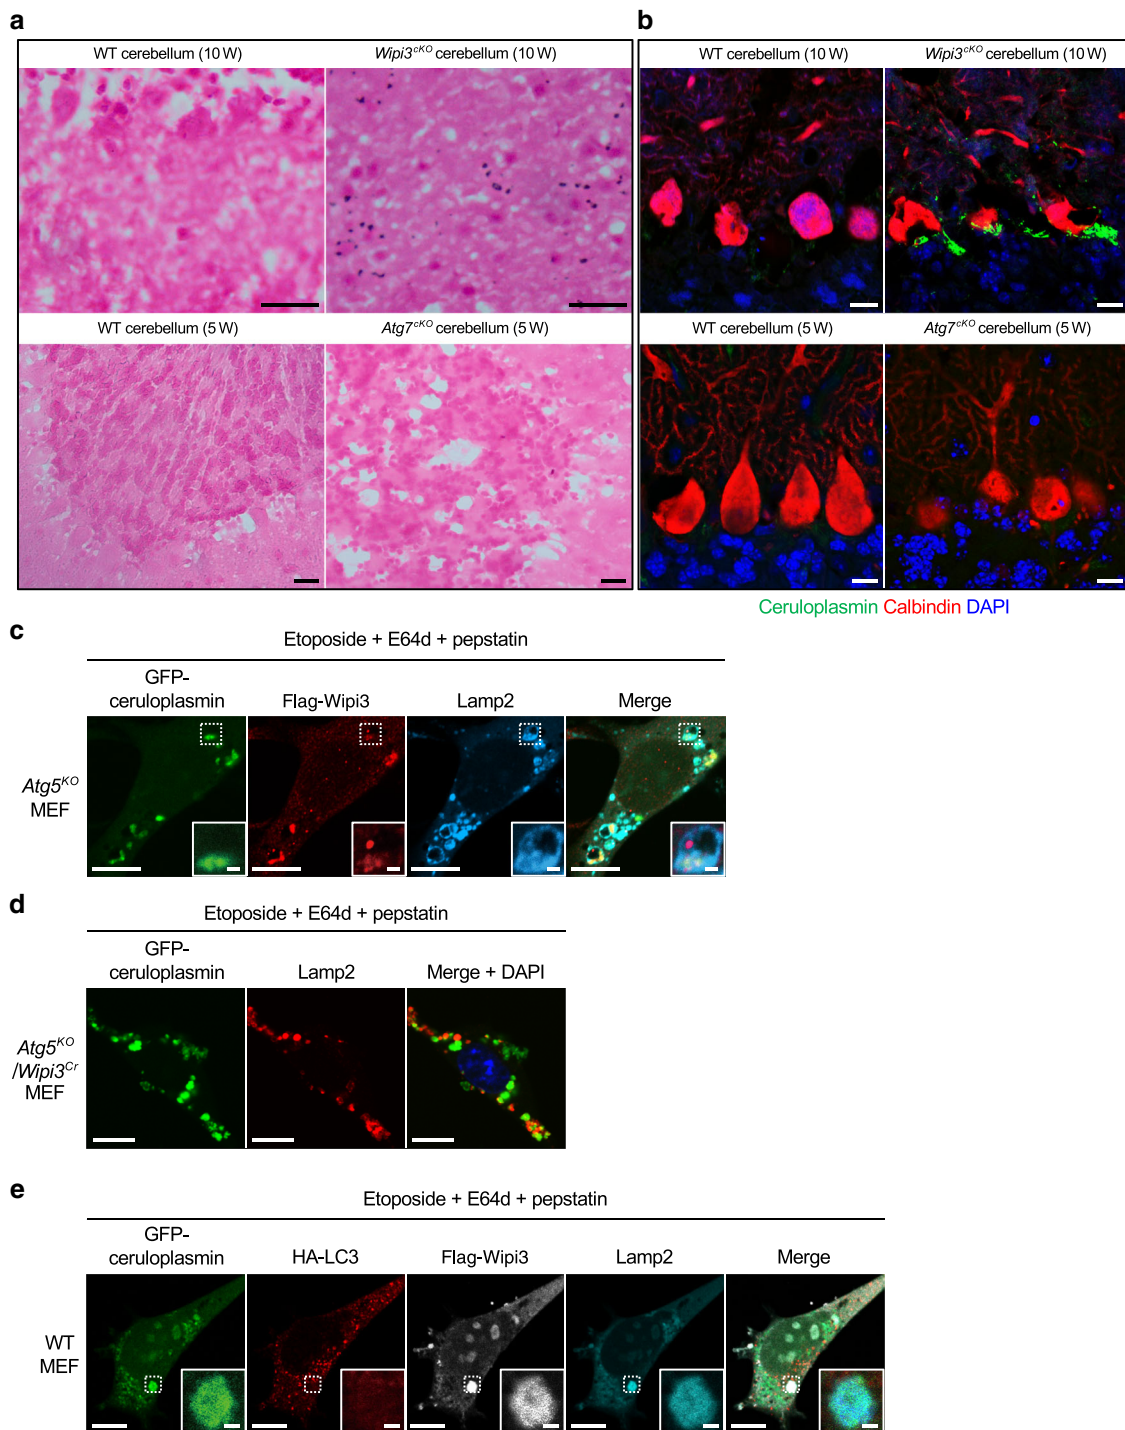 a
b
WT cerebellum (10 W)
Wipi3cKO cerebellum (10 W)
WT cerebellum (10 W)
Wipi3cKO cerebellum (10 W)
WT cerebellum (5 W)
Atg7cKO cerebellum (5 W)
WT cerebellum (5 W)
Atg7cKO cerebellum (5 W)
Ceruloplasmin Calbindin DAPI
c
Etoposide + E64d + pepstatin
GFP-
ceruloplasmin
Flag-Wipi3
Lamp2
Merge
Atg5KO
MEF
d
Etoposide + E64d + pepstatin
GFP-
ceruloplasmin
Lamp2
Merge + DAPI
Atg5KO
/Wipi3Cr
MEF
e
Etoposide + E64d + pepstatin
GFP-
ceruloplasmin
HA-LC3
Flag-Wipi3
Lamp2
Merge
WT
MEF